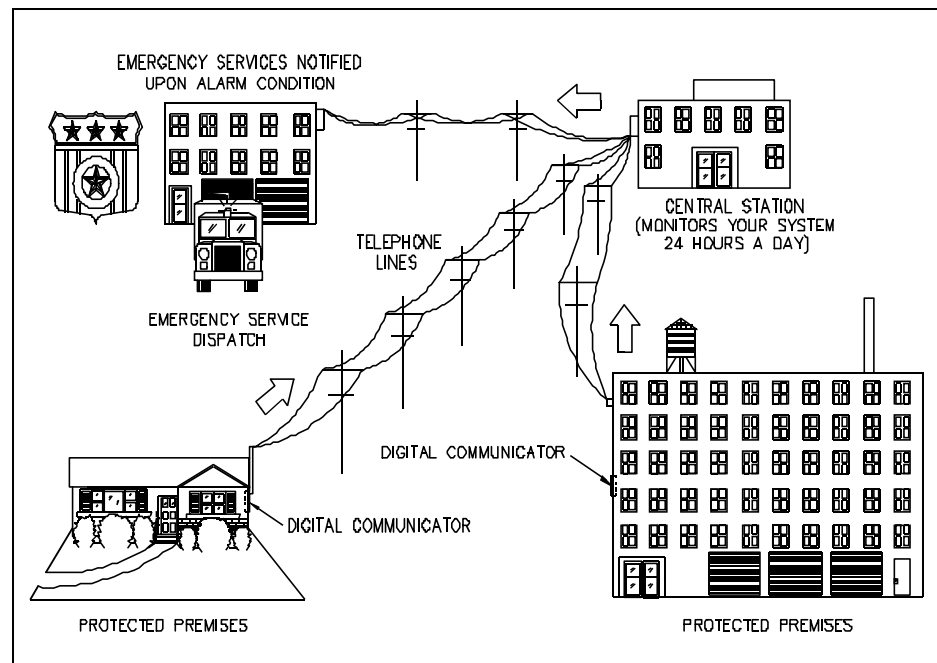 EMERGENCY SERVICES NOTIFIED
UPON ALARM CONDITION
CENTRAL STATION
(MONITORS YOUR SYSTEM
24 HOURS A DAY)
TELEPHONE
LINES
EMERGENCY SERVICE
DISPATCH
DIGITAL COMMUNICATOR
DIGITAL COMMUNICATOR
PROTECTED PREMISES
PROTECTED PREMISES